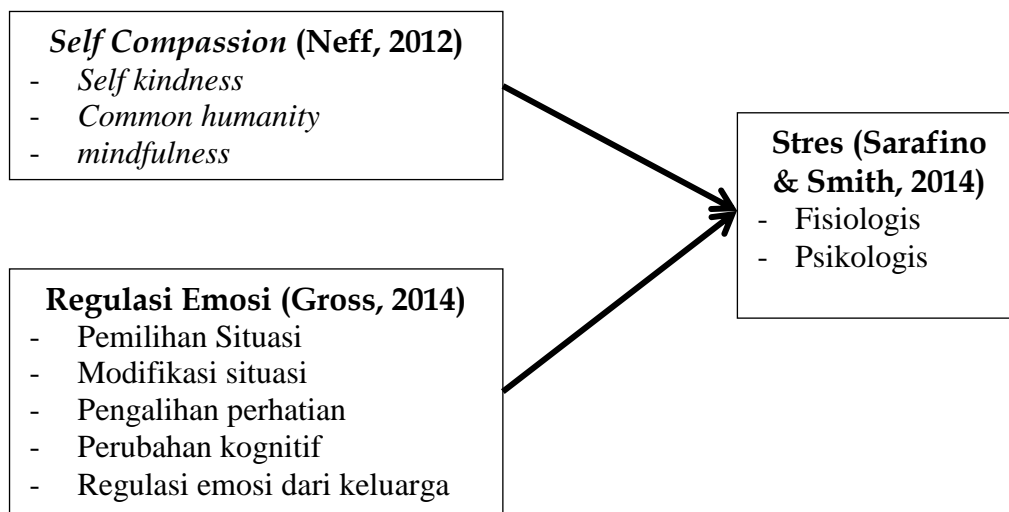 Self Compassion (Neff, 2012)
- Self kindness
- Common humanity
- mindfulness
Regulasi Emosi (Gross, 2014)
- Pemilihan Situasi
- Modifikasi situasi
- Pengalihan perhatian
- Perubahan kognitif
- Regulasi emosi dari keluarga
Stres (Sarafino
& Smith, 2014)
- Fisiologis
- Psikologis